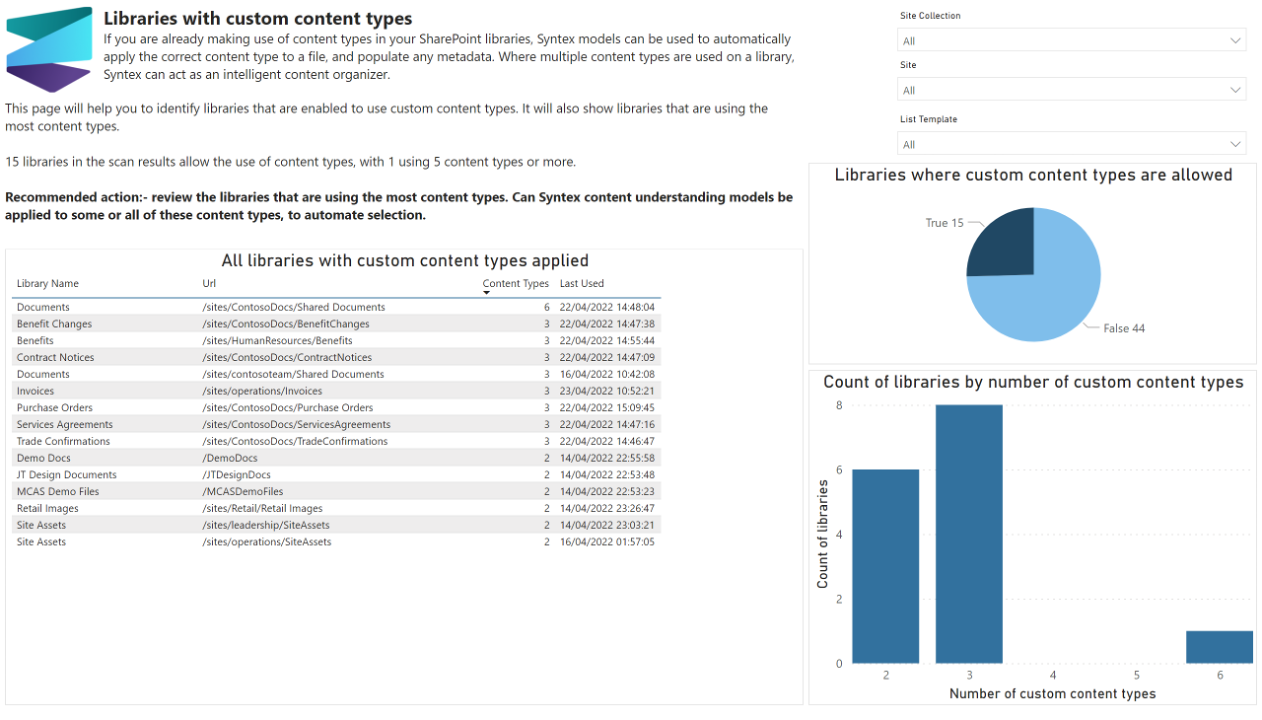 Libraries with custom content types
If you are already making use of content types in your SharePoint libraries, Syntex models can be used to automatically
apply the correct content type to a file, and populate any metadata. Where multiple content types are used on a library,
Syntex can act as an intelligent content organizer.
This page will help you to identify libraries that are enabled to use custom content types. It will also show libraries that are using the
most content types.
15 libraries in the scan results allow the use of content types, with 1 using 5 content types or more.
Recommended action:- review the libraries that are using the most content types. Can Syntex content understanding models be
applied to some or all of these content types, to automate selection.
Site Collection
All
Site
All
List Template
All
All libraries with custom content types applied
Library Name Url Content Types Last Used
Documents /sites/ContosoDocs/Shared Documents 6 22/04/2022 14:48:04
Benefit Changes /sites/ContosoDocs/BenefitChanges 3 22/04/2022 14:47:38
Benefits /sites/HumanResources/Benefits 3 22/04/2022 14:55:44
Contract Notices /sites/ContosoDocs/ContractNotices 3 22/04/2022 14:47:09
Documents /sites/contosoteam/Shared Documents 3 16/04/2022 10:42:08
Invoices /sites/operations/Invoices 3 23/04/2022 10:52:21
Purchase Orders /sites/ContosoDocs/Purchase Orders 3 22/04/2022 15:09:45
Services Agreements /sites/ContosoDocs/ServicesAgreements 3 22/04/2022 14:47:16
Trade Confirmations /sites/ContosoDocs/TradeConfirmations 3 22/04/2022 14:46:47
Demo Docs /DemoDocs 2 14/04/2022 22:55:58
JT Design Documents /JTDesignDocs 2 14/04/2022 22:53:48
MCAS Demo Files /MCASDemoFiles 2 14/04/2022 22:53:23
Retail Images /sites/Retail/Retail Images 2 14/04/2022 23:26:47
Site Assets /sites/leadership/SiteAssets 2 14/04/2022 23:03:21
Site Assets /sites/operations/SiteAssets 2 16/04/2022 01:57:05
Libraries where custom content types are allowed
True 15
False 44
Count of libraries by number of custom content types
Count of libraries
8
6
4
2
0
2 3 4 5 6
Number of custom content types